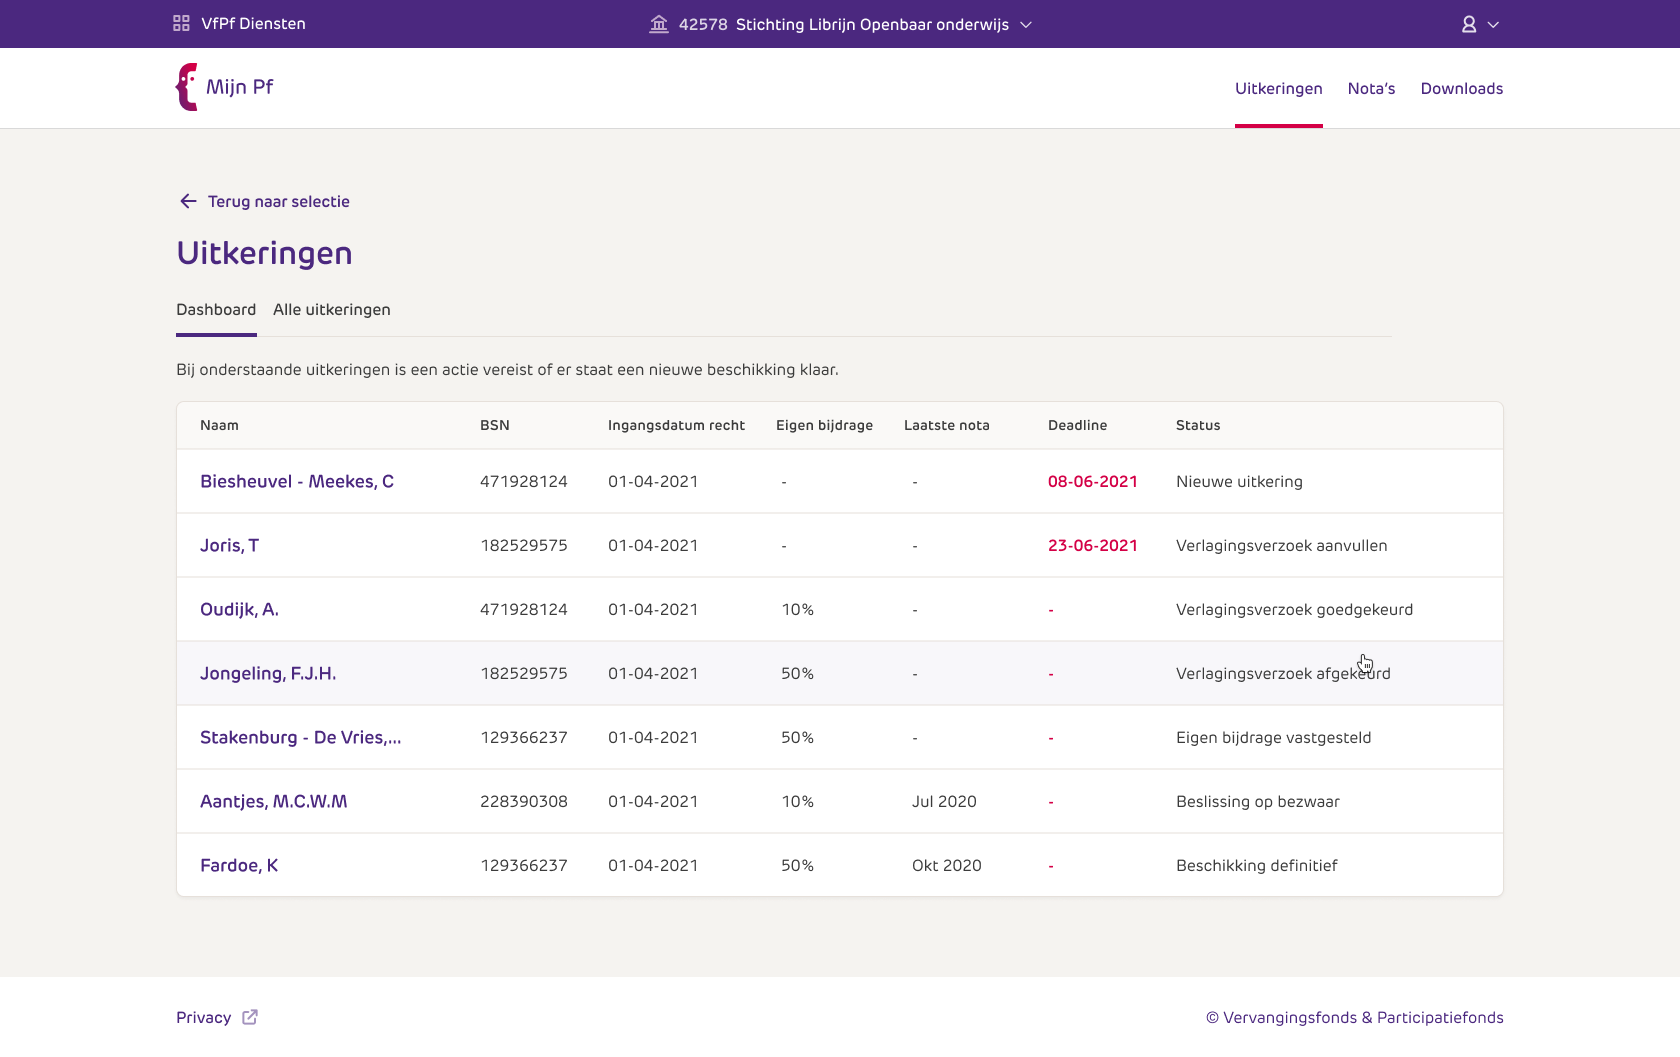 VfPf Diensten
42578 Stichting Librijn Openbaar onderwijs
Mijn Pf
Uitkeringen Nota's Downloads
Terug naar selectie
Uitkeringen
Dashboard Alle uitkeringen
Bij onderstaande uitkeringen is een actie vereist of er staat een nieuwe beschikking klaar.
Naam BSN Ingangsdatum recht Eigen bijdrage Laatste nota Deadline Status
Biesheuvel - Meekes, C 471928124 01-04-2021 - - 08-06-2021 Nieuwe uitkering
Joris, T 182529575 01-04-2021 - - 23-06-2021 Verlagingsverzoek aanvullen
Oudijk, A. 471928124 01-04-2021 10% - - Verlagingsverzoek goedgekeurd
Jongeling, F.J.H. 182529575 01-04-2021 50% - - Verlagingsverzoek afgekeurd
Stakenburg - De Vries,... 129366237 01-04-2021 50% - - Eigen bijdrage vastgesteld
Aantjes, M.C.W.M 228390308 01-04-2021 10% Jul 2020 - Beslissing op bezwaar
Fardoe, K 129366237 01-04-2021 50% Okt 2020 - Beschikking definitief
Privacy
© Vervangingsfonds & Participatiefonds